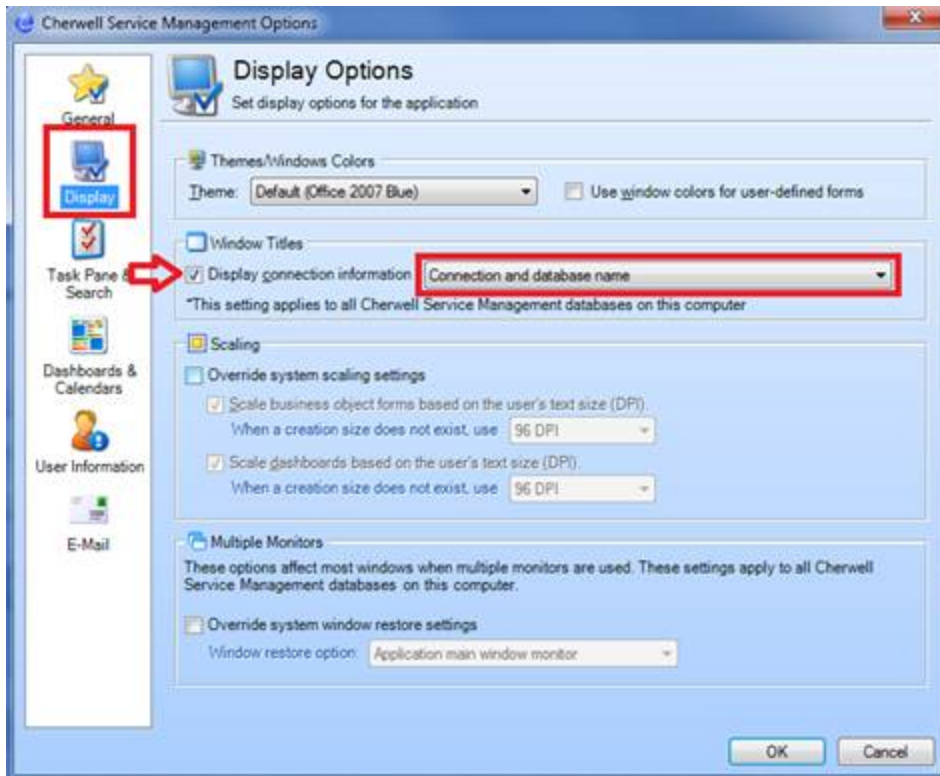 Cherwell Service Management Options
General
Display
Task Pane &
Search
Dashboards &
Calendars
User Information
E-Mail
Display Options
Set display options for the application
Themes/Windows Colors
Theme: Default (Office 2007 Blue) Use window colors for user-defined forms
Window Titles
Display connection information Connection and database name
*This setting applies to all Cherwell Service Management databases on this computer
Scaling
Override system scaling settings
Scale business object forms based on the user's text size (DPI).
When a creation size does not exist, use 96 DPI
Scale dashboards based on the user's text size (DPI)
When a creation size does not exist, use 96 DPI
Multiple Monitors
These options affect most windows when multiple monitors are used. These settings apply to all Cherwell
Service Management databases on this computer.
Override system window restore settings
Window restore option: Application main window monitor
OK Cancel